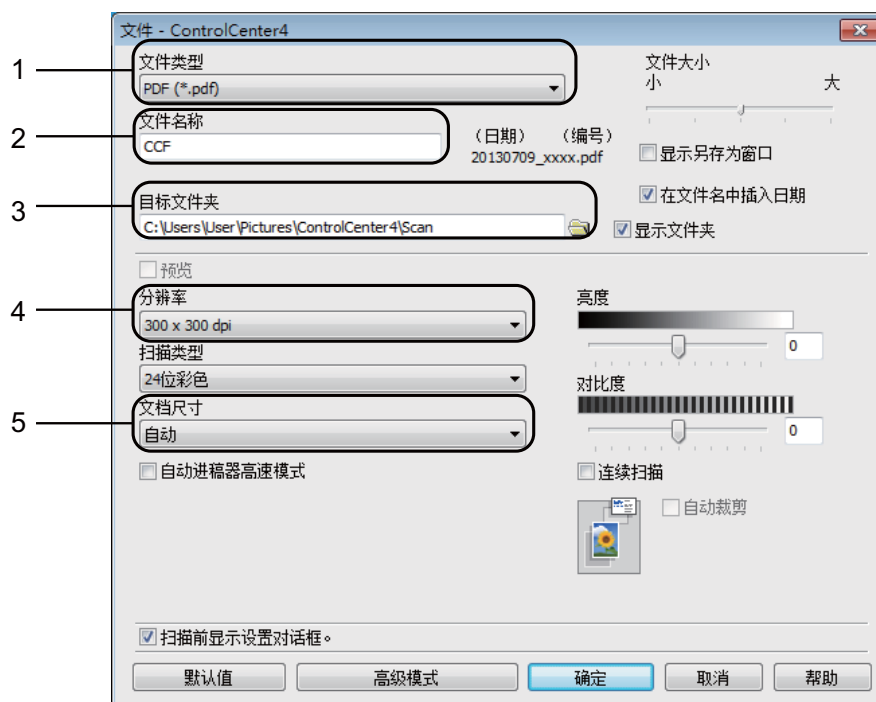 文件 - ControlCenter4
1
文件类型
PDF (*.pdf)
文件大小
小 大
2
文件名称
CCF
(日期) (编号)
20130709_xxxx.pdf
显示另存为窗口
在文件名中插入日期
3
目标文件夹
C:\Users\User\Pictures\ControlCenter4\Scan
显示文件夹
预览
4
分辨率
300 x 300 dpi
亮度
0
扫描类型
24位彩色
对比度
0
5
文档尺寸
自动
自动进稿器高速模式
连续扫描
自动裁剪
扫描前显示设置对话框。
默认值 高级模式 确定 取消 帮助